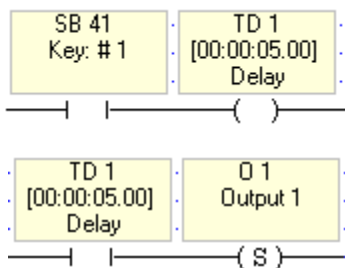 SB 41
Key: # 1
TD 1
[00:00:05.00]
Delay
( )
TD 1
[00:00:05.00]
Delay
O 1
Output 1
( S )